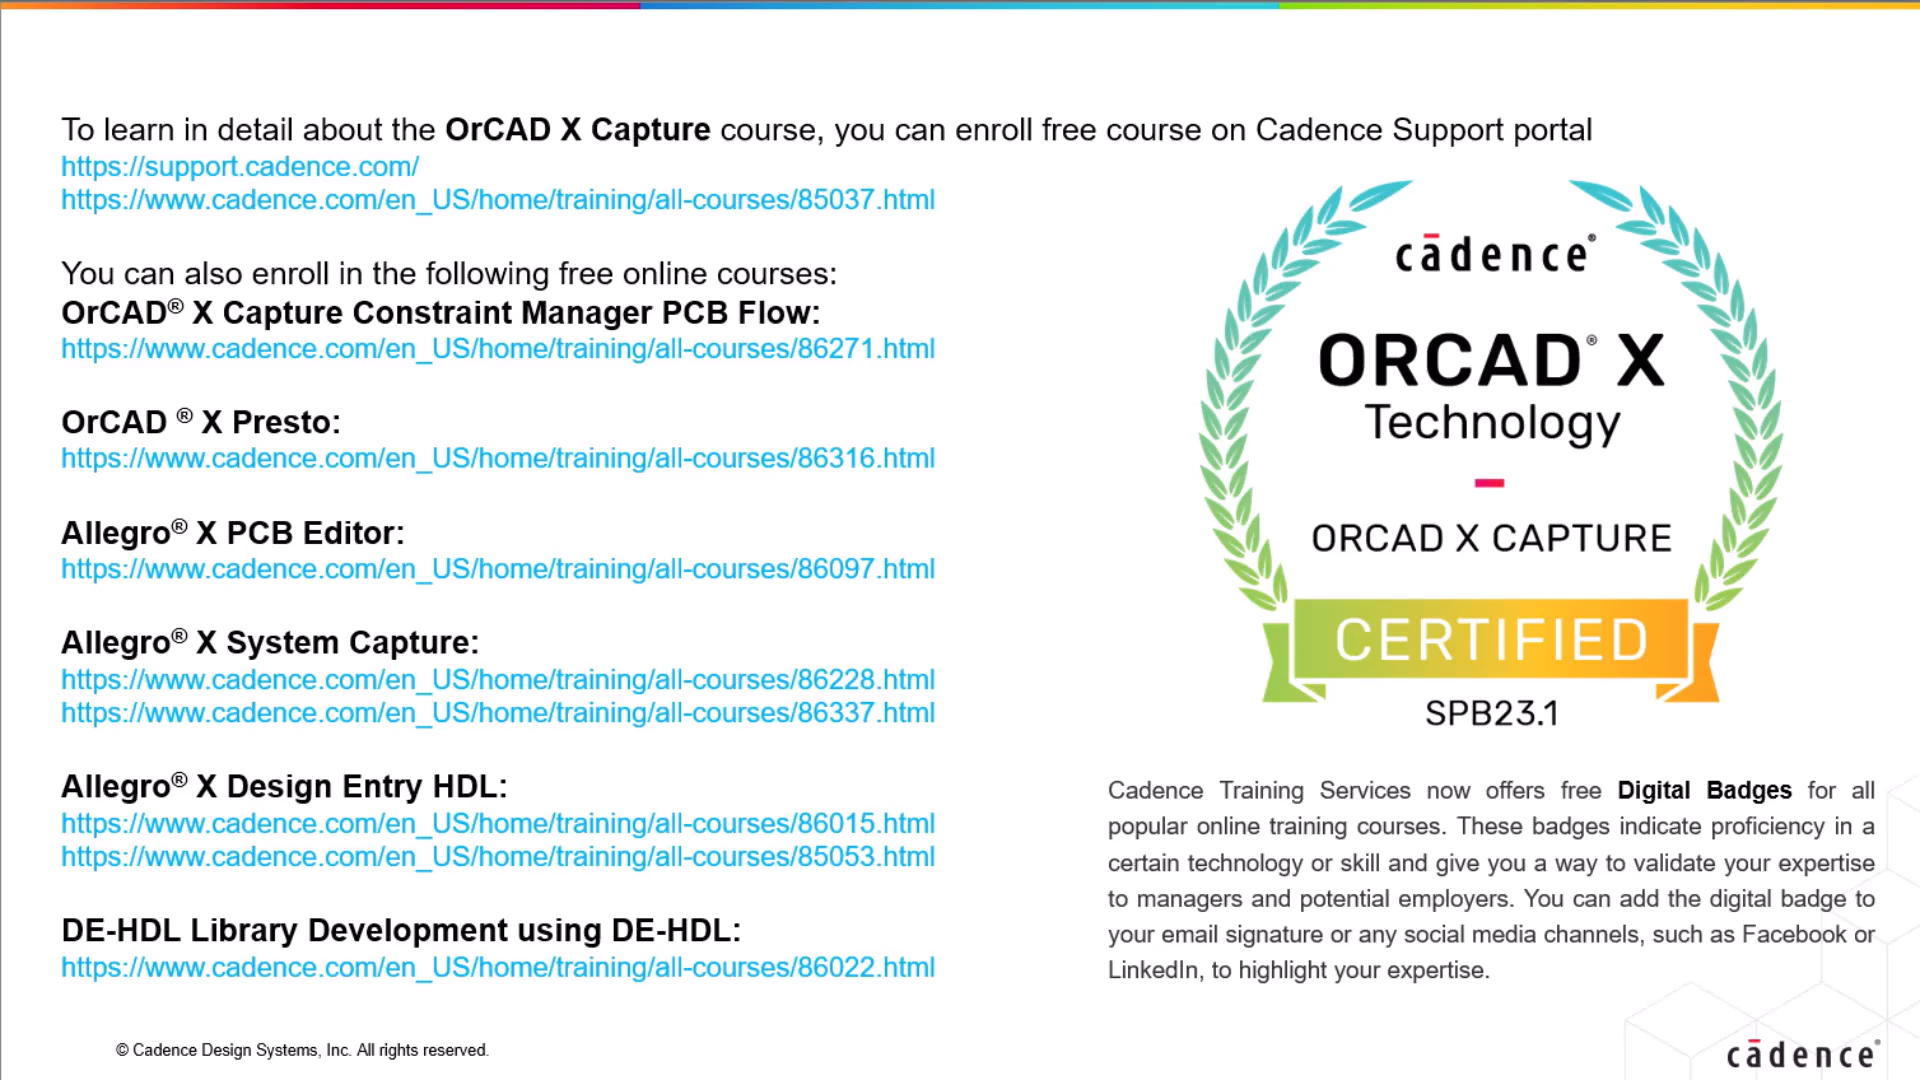 To learn in detail about the OrCAD X Capture course, you can enroll free course on Cadence Support portal
https://support.cadence.com/
https://www.cadence.com/en_US/home/training/all-courses/85037.html
You can also enroll in the following free online courses:
OrCAD® X Capture Constraint Manager PCB Flow:
https://www.cadence.com/en_US/home/training/all-courses/86271.html
OrCAD ® X Presto:
https://www.cadence.com/en_US/home/training/all-courses/86316.html
Allegro® X PCB Editor:
https://www.cadence.com/en_US/home/training/all-courses/86097.html
Allegro® X System Capture:
https://www.cadence.com/en_US/home/training/all-courses/86228.html
https://www.cadence.com/en_US/home/training/all-courses/86337.html
Allegro® X Design Entry HDL:
https://www.cadence.com/en_US/home/training/all-courses/86015.html
https://www.cadence.com/en_US/home/training/all-courses/85053.html
DE-HDL Library Development using DE-HDL:
https://www.cadence.com/en_US/home/training/all-courses/86022.html
cādence®
ORCAD® X
Technology
ORCAD X CAPTURE
CERTIFIED
SPB23.1
Cadence Training Services now offers free Digital Badges for all
popular online training courses. These badges indicate proficiency in a
certain technology or skill and give you a way to validate your expertise
to managers and potential employers. You can add the digital badge to
your email signature or any social media channels, such as Facebook or
LinkedIn, to highlight your expertise.
© Cadence Design Systems, Inc. All rights reserved.
cādence®